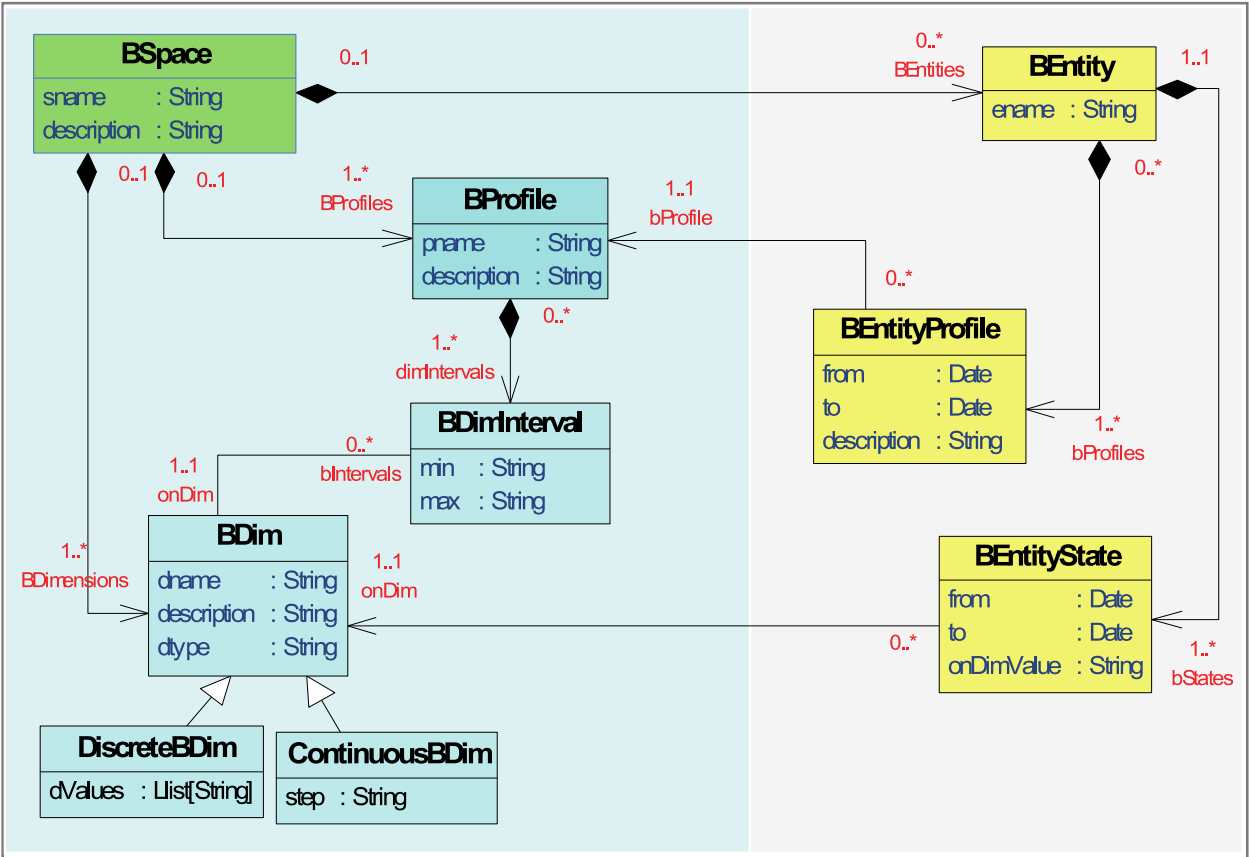 BSpace
sname : String
description : String
0..1
0..*
BEntities
BEntity
ename : String
1..1
0..1
0..1
1..*
BProfiles
BProfile
pname : String
description : String
1..1
bProfile
0..*
0..*
BEntityProfile
from : Date
to : Date
description : String
1..*
bProfiles
0..*
1..*
dimIntervals
BDimInterval
min : String
max : String
0..*
bIntervals
1..1
onDim
BDim
dname : String
description : String
dtype : String
1..*
BDimensions
1..1
onDim
BEntityState
from : Date
to : Date
onDimValue : String
0..*
1..*
bStates
DiscreteBDim
dValues : Llist[String]
ContinuousBDim
step : String